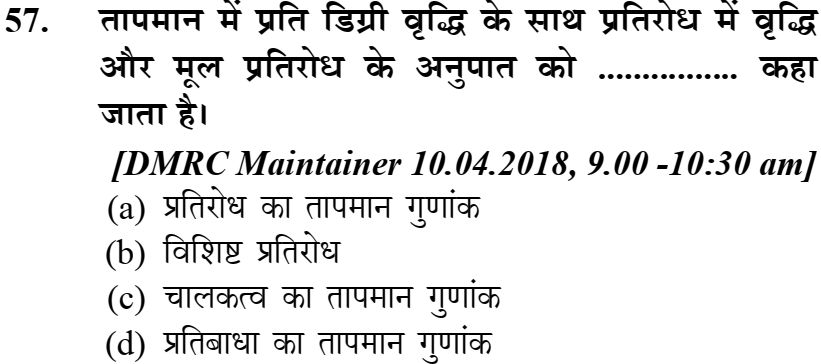 57. तापमान में प्रति डिग्री वृद्धि के साथ प्रतिरोध में वृद्धि
और मूल प्रतिरोध के अनुपात को ................ कहा
जाता है।
[DMRC Maintainer 10.04.2018, 9.00 -10:30 am]
(a) प्रतिरोध का तापमान गुणांक
(b) विशिष्ट प्रतिरोध
(c) चालकत्व का तापमान गुणांक
(d) प्रतिबाधा का तापमान गुणांक